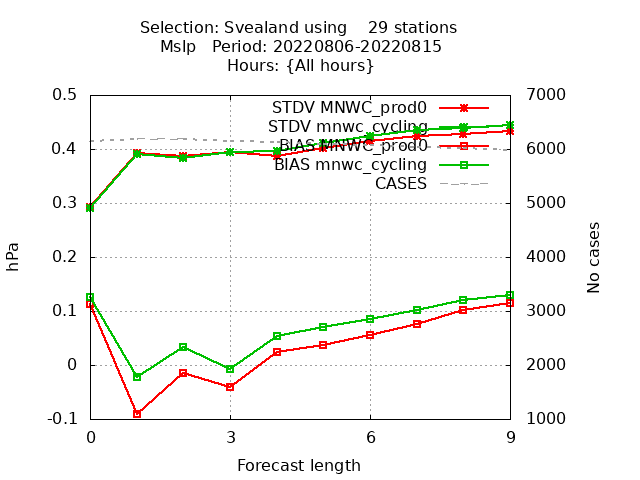 Selection: Svealand using    29 stations
Mslp   Period: 20220806-20220815
Hours: {All hours}
0.5
0.4
0.3
0.2
0.1
0
-0.1
hPa
STDV MNWC_prod0
STDV mnwc_cycling
BIAS MNWC_prod0
BIAS mnwc_cycling
CASES
7000
6000
5000
4000
3000
2000
1000
No cases
0 3 6 9
Forecast length